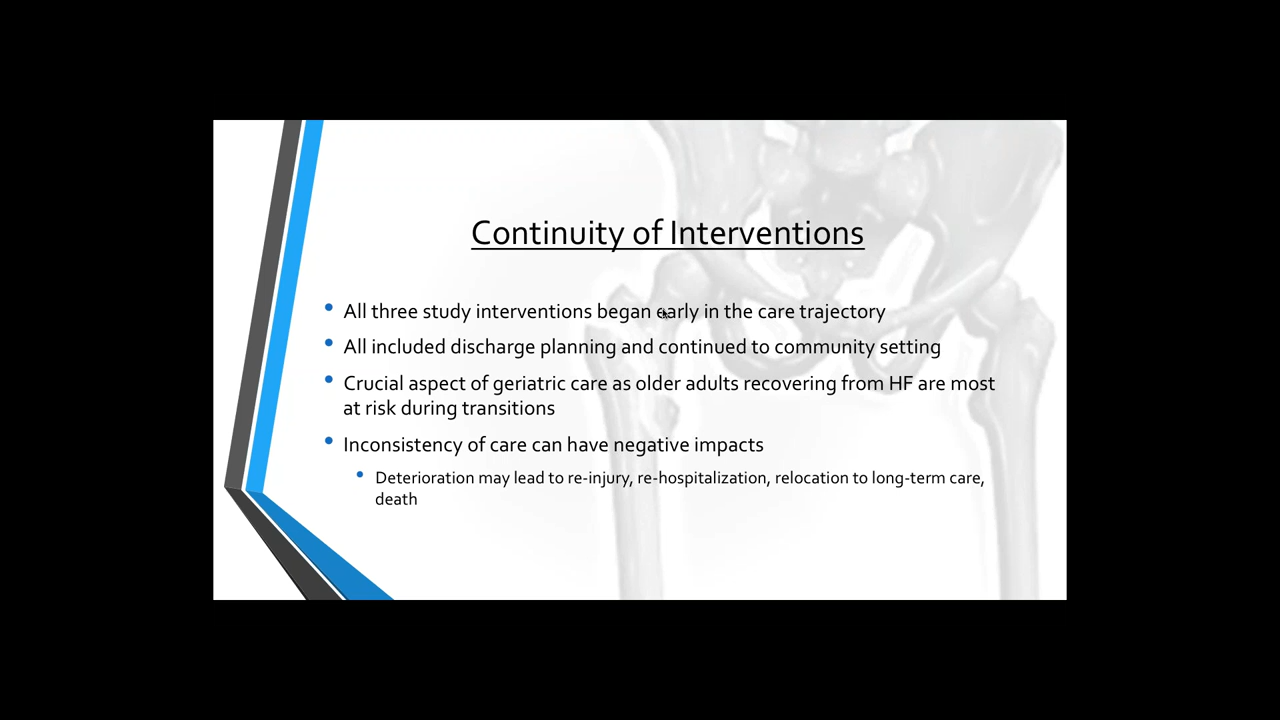 Continuity of Interventions
All three study interventions began early in the care trajectory
All included discharge planning and continued to community setting
Crucial aspect of geriatric care as older adults recovering from HF are most
at risk during transitions
Inconsistency of care can have negative impacts
Deterioration may lead to re-injury, re-hospitalization, relocation to long-term care,
death